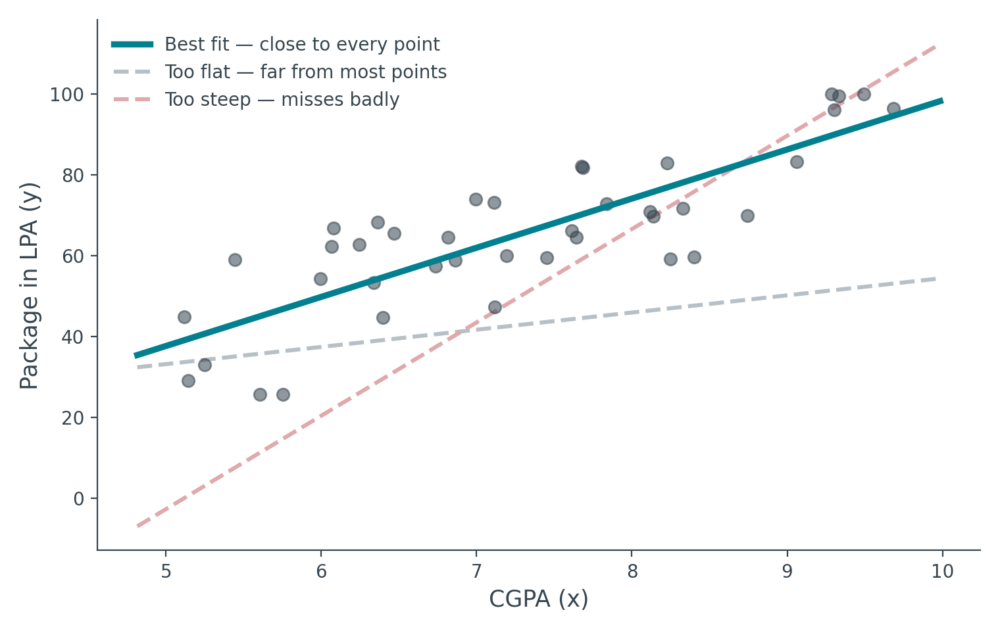 Best fit — close to every point
Too flat — far from most points
Too steep — misses badly
Package in LPA (y)
100
80
60
40
20
0
5 6 7 8 9 10
CGPA (x)